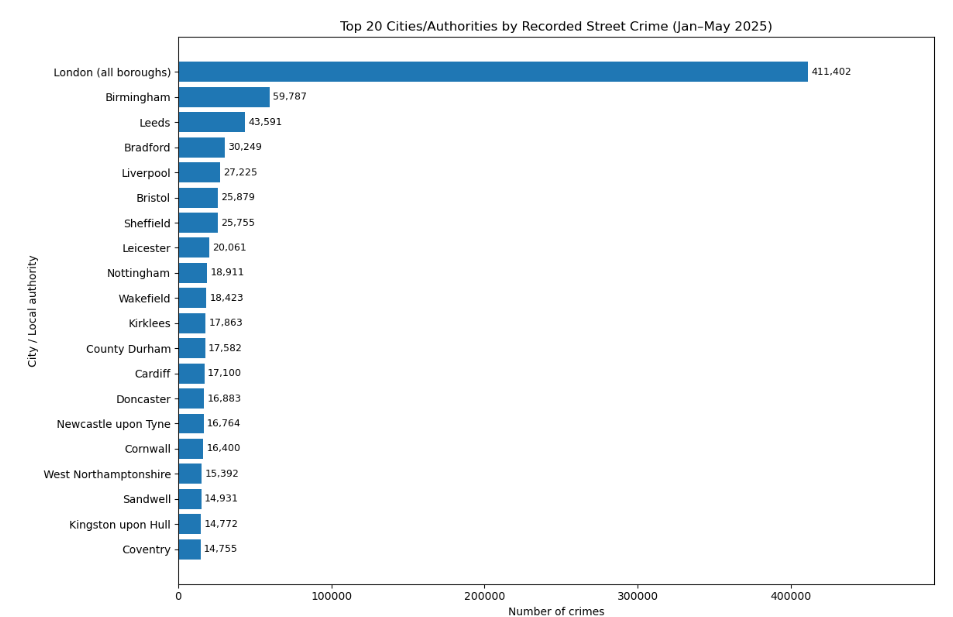 Top 20 Cities/Authorities by Recorded Street Crime (Jan–May 2025)
London (all boroughs) 411,402
Birmingham 59,787
Leeds 43,591
Bradford 30,249
Liverpool 27,225
Bristol 25,879
Sheffield 25,755
Leicester 20,061
Nottingham 18,911
Wakefield 18,423
Kirklees 17,863
County Durham 17,582
Cardiff 17,100
Doncaster 16,883
Newcastle upon Tyne 16,764
Cornwall 16,400
West Northamptonshire 15,392
Sandwell 14,931
Kingston upon Hull 14,772
Coventry 14,755
City / Local authority
0 100000 200000 300000 400000
Number of crimes